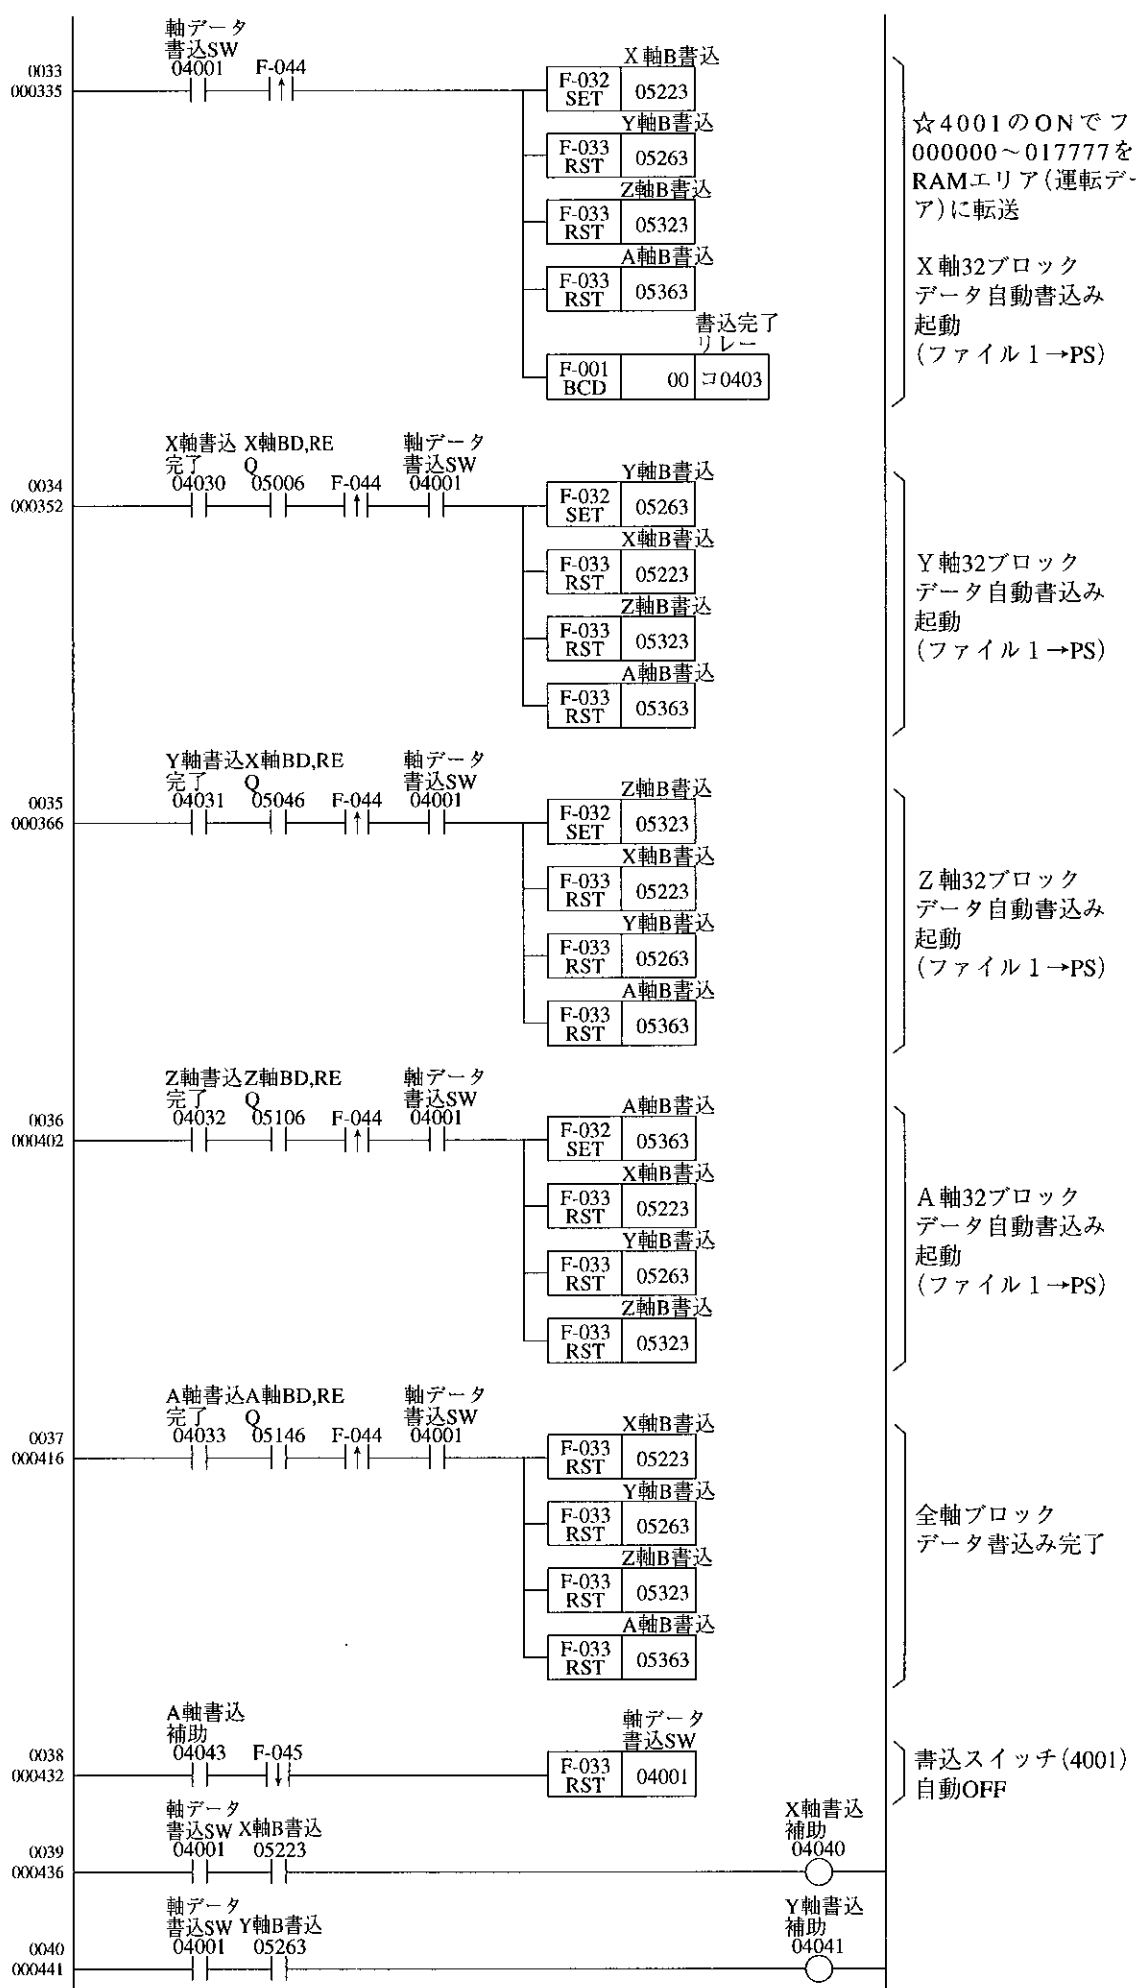 軸データ
書込SW
0033 04001 F-044
000335
X軸B書込
F-032 05223
SET
Y軸B書込
F-033 05263
RST
Z軸B書込
F-033 05323
RST
A軸B書込
F-033 05363
RST
書込完了
リレー
F-001 00 コ0403
BCD
☆4001のONでフ
000000～017777を
RAMエリア(運転デー
ア)に転送
X軸32ブロック
データ自動書込み
起動
(ファイル1→PS)
X軸書込 X軸BD,RE 軸データ
完了 Q 書込SW
0034 04030 05006 F-044 04001
000352
Y軸B書込
F-032 05263
SET
X軸B書込
F-033 05223
RST
Z軸B書込
F-033 05323
RST
A軸B書込
F-033 05363
RST
Y軸32ブロック
データ自動書込み
起動
(ファイル1→PS)
Y軸書込 X軸BD,RE 軸データ
完了 Q 書込SW
0035 04031 05046 F-044 04001
000366
Z軸B書込
F-032 05323
SET
X軸B書込
F-033 05223
RST
Y軸B書込
F-033 05263
RST
A軸B書込
F-033 05363
RST
Z軸32ブロック
データ自動書込み
起動
(ファイル1→PS)
Z軸書込 Z軸BD,RE 軸データ
完了 Q 書込SW
0036 04032 05106 F-044 04001
000402
A軸B書込
F-032 05363
SET
X軸B書込
F-033 05223
RST
Y軸B書込
F-033 05263
RST
Z軸B書込
F-033 05323
RST
A軸32ブロック
データ自動書込み
起動
(ファイル1→PS)
A軸書込 A軸BD,RE 軸データ
完了 Q 書込SW
0037 04033 05146 F-044 04001
000416
X軸B書込
F-033 05223
RST
Y軸B書込
F-033 05263
RST
Z軸B書込
F-033 05323
RST
A軸B書込
F-033 05363
RST
全軸ブロック
データ書込み完了
A軸書込
補助
0038 04043 F-045
000432
軸データ
書込SW
F-033 04001
RST
書込スイッチ(4001)
自動OFF
軸データ
書込SW X軸B書込
0039 04001 05223
000436
X軸書込
補助
04040
軸データ
書込SW Y軸B書込
0040 04001 05263
000441
Y軸書込
補助
04041